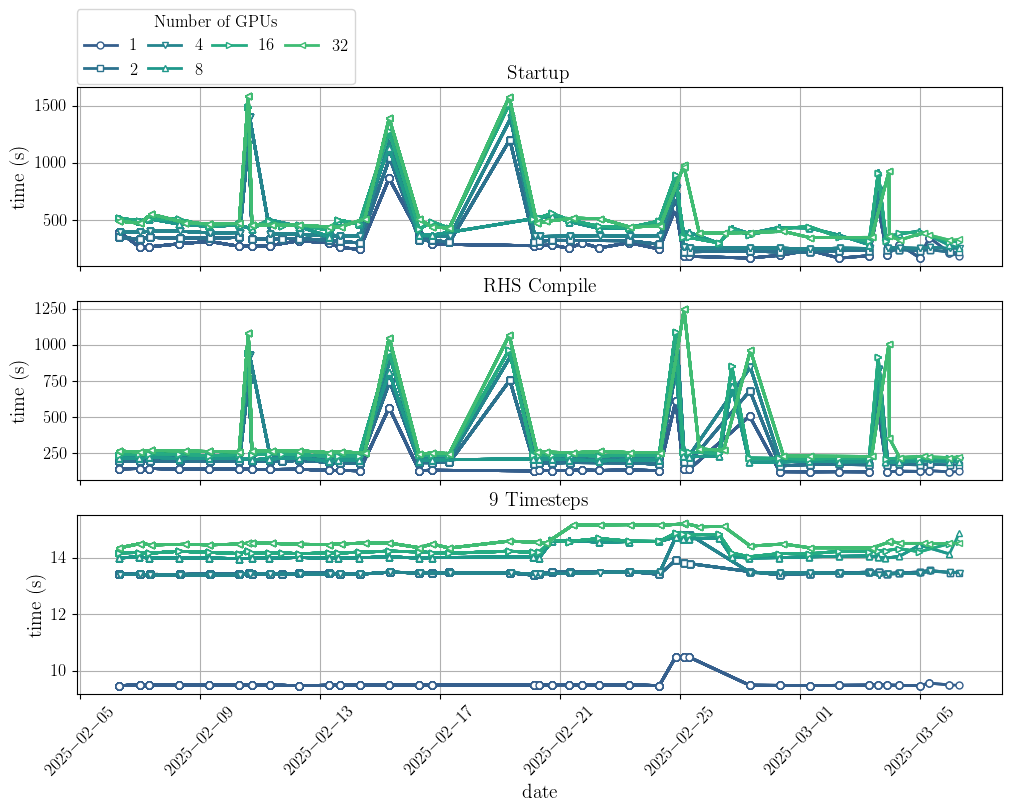 Number of GPUs
1 4 16 32
2 8
Startup
time (s)
1500
1000
500
RHS Compile
time (s)
1250
1000
750
500
250
9 Timesteps
time (s)
14
12
10
2025−02−05
2025−02−09
2025−02−13
2025−02−17
2025−02−21
2025−02−25
2025−03−01
2025−03−05
date